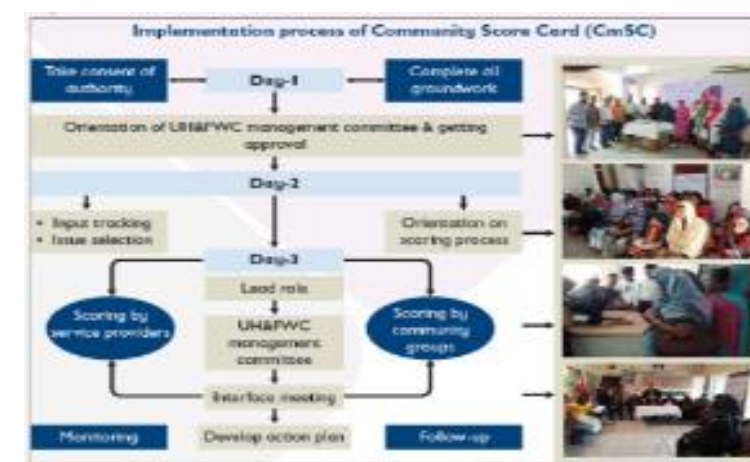 Implementation process of Community Score Card (CmSC)
Take consent of
authority
Day-1
Complete all
groundwork
Orientation of UH&FWC management committee & getting
approval
Day-2
• Input tracking
• Issue selection
Orientation on
scoring process
Day-3
Lead role
Scoring by
service providers
UH&FWC
management
committee
Scoring by
community
groups
Interface meeting
Monitoring
Develop action plan
Follow-up